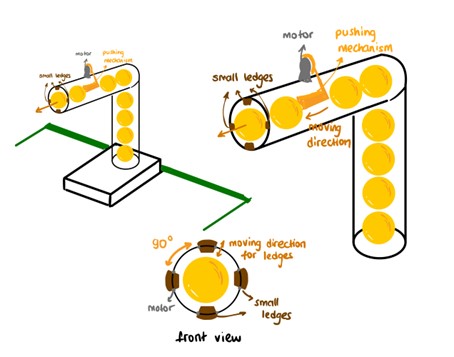 motor
pushing
mechanism
small ledges
motor
pushing
mechanism
small ledges
moving
direction
90°
moving direction
for ledges
motor
small
ledges
front view